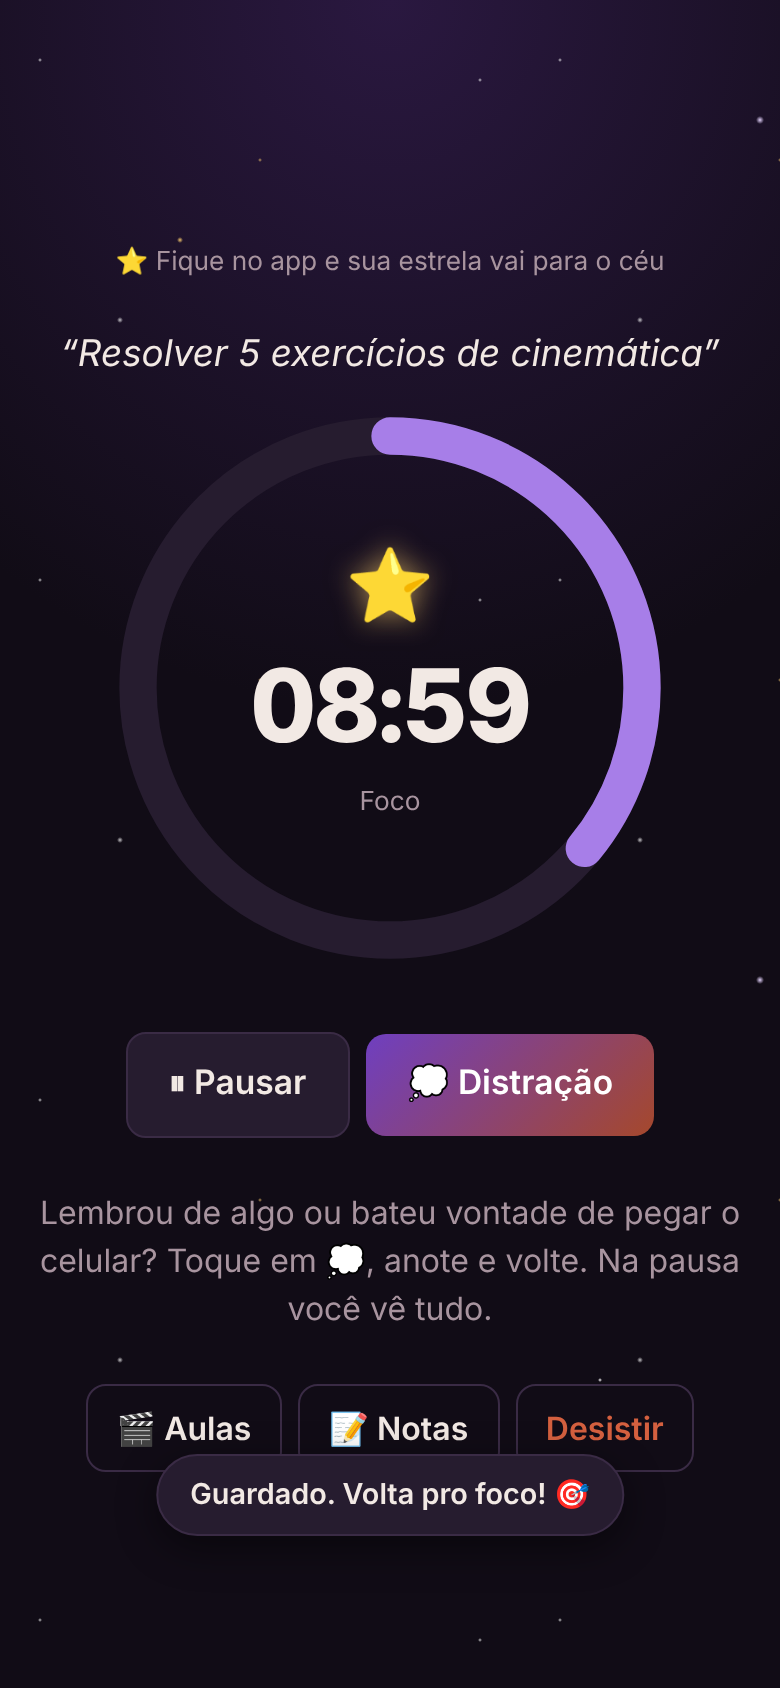 ⭐ Fique no app e sua estrela vai para o céu
“Resolver 5 exercícios de cinemática”
08:59
Foco
⏸ Pausar
💭 Distração
Lembrou de algo ou bateu vontade de pegar o
celular? Toque em 💭, anote e volte. Na pausa
você vê tudo.
🎬 Aulas
📝 Notas
Desistir
Guardado. Volta pro foco! 🎯